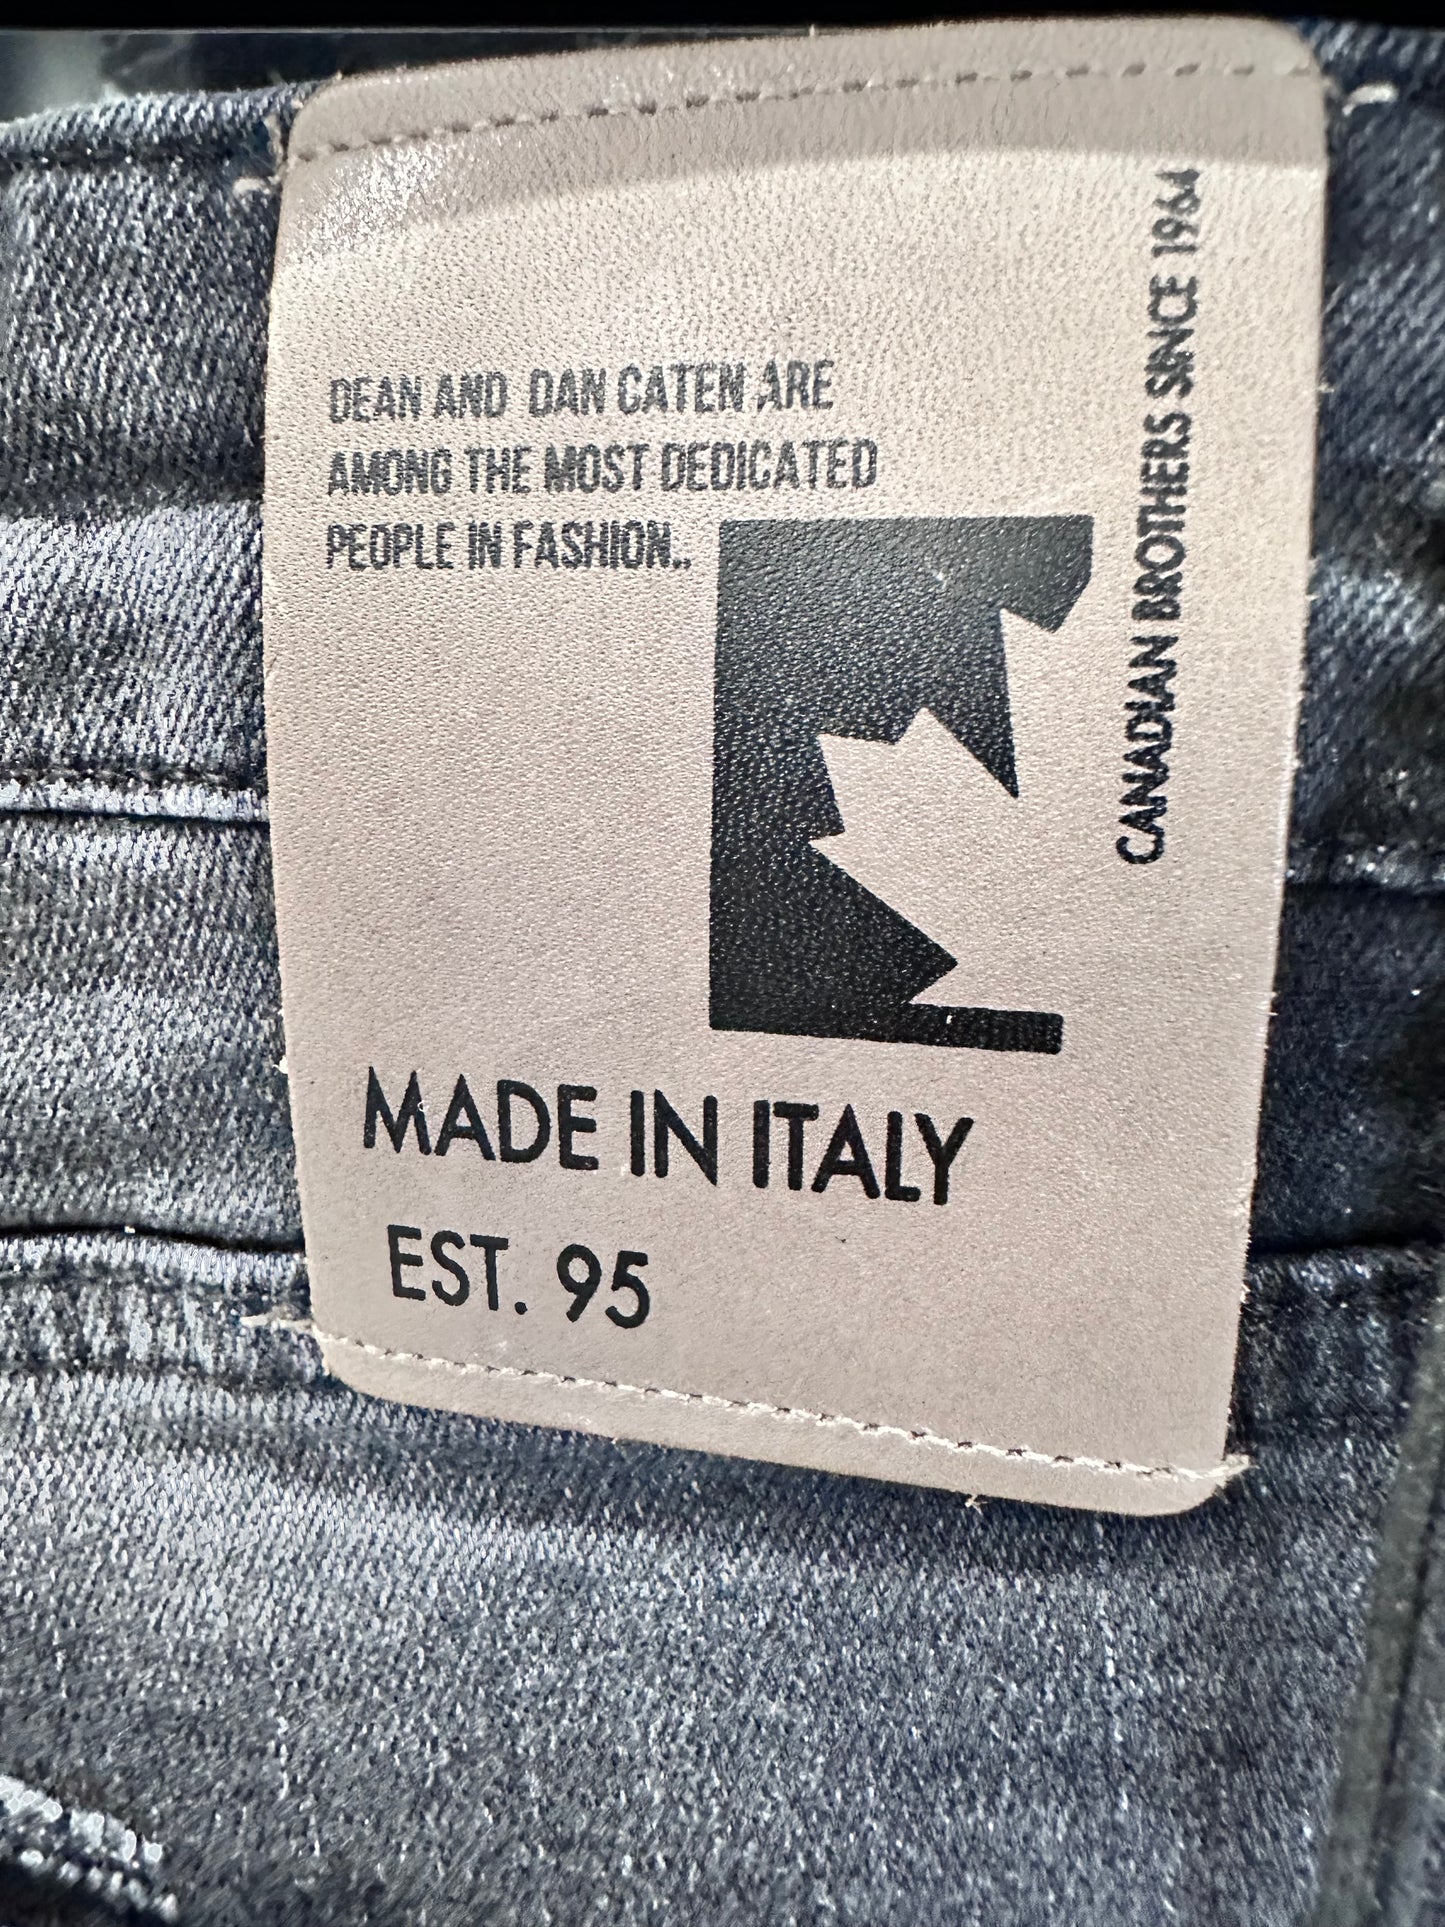 DEAN AND DAN CATEN ARE
AMONG THE MOST DEDICATED
PEOPLE IN FASHION..
CANADIAN BROTHERS SINCE 1964
MADE IN ITALY
EST. 95